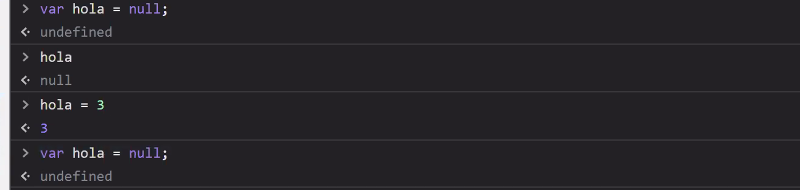 > var hola = null;
< undefined
> hola
< null
> hola = 3
< 3
> var hola = null;
< undefined